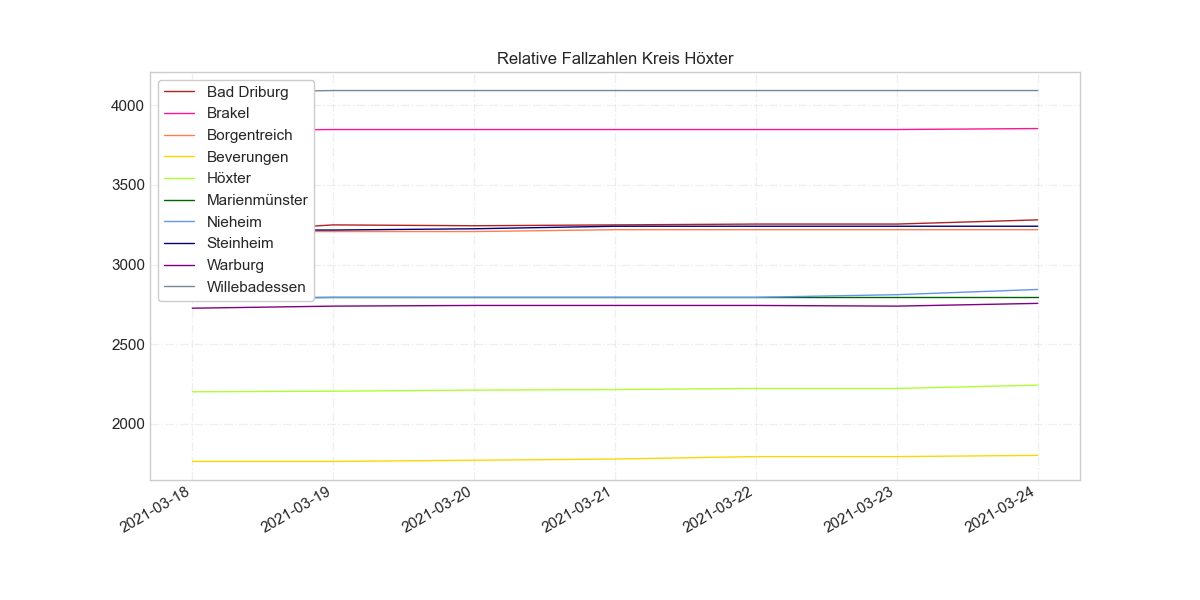 Relative Fallzahlen Kreis Höxter
4000
3500
3000
2500
2000
Bad Driburg
Brakel
Borgentreich
Beverungen
Höxter
Marienmünster
Nieheim
Steinheim
Warburg
Willebadessen
2021-03-18
2021-03-19
2021-03-20
2021-03-21
2021-03-22
2021-03-23
2021-03-24